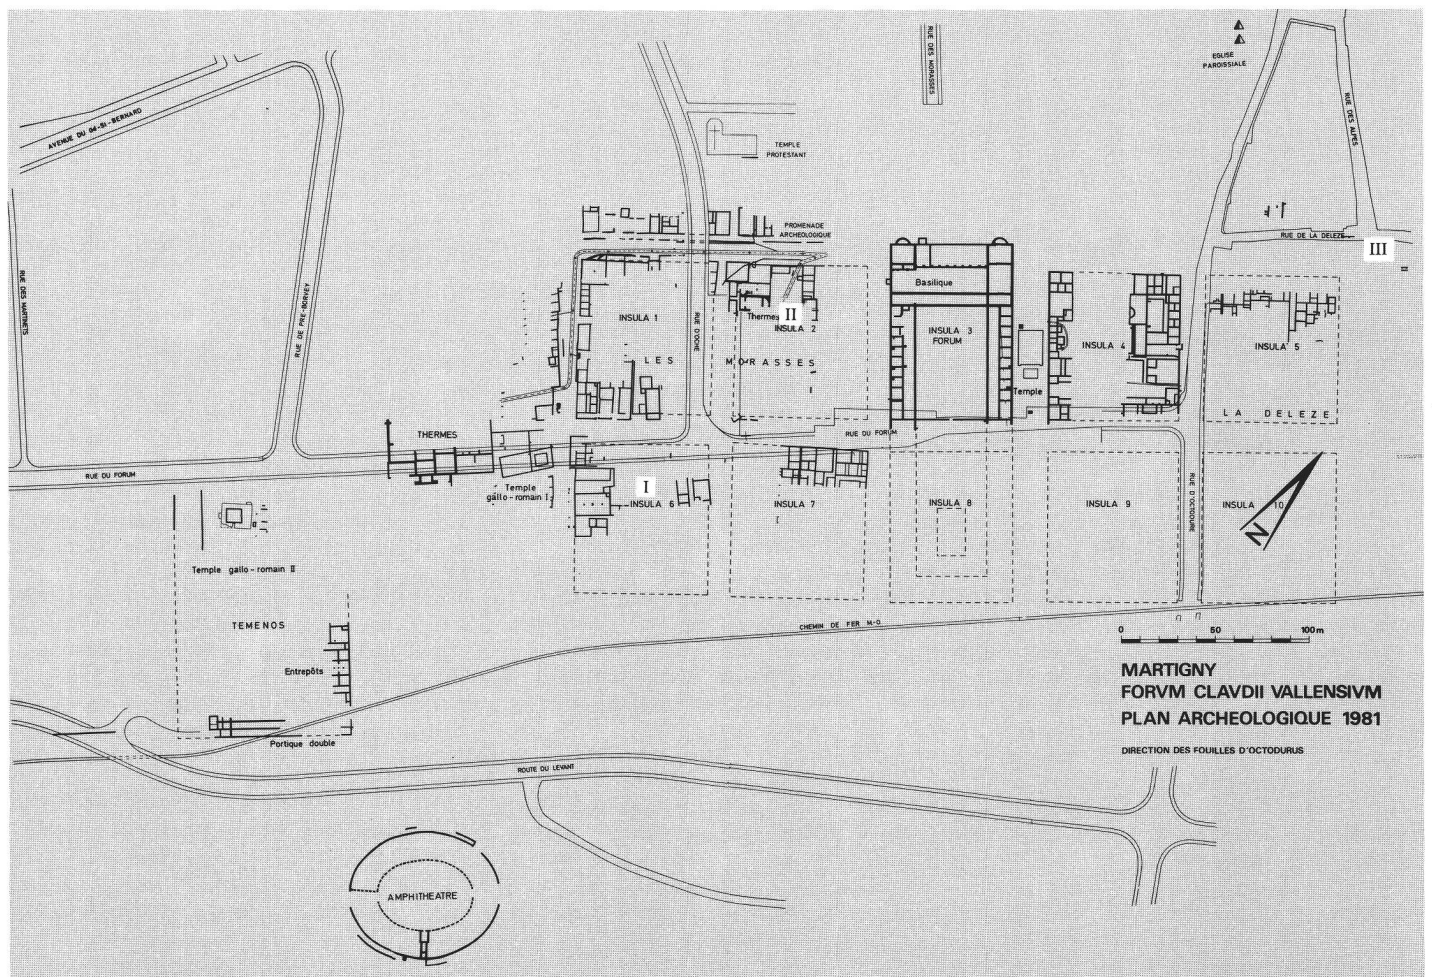 EGLISE
PAROISSIALE
RUE DES MORASSES
RUE DES ALPES
AVENUE DU Gd-St-BERNARD
TEMPLE
PROTESTANT
PROMENADE
ARCHEOLOGIQUE
RUE DE LA DELEZE
III
RUE DES MARTINETS
RUE DE PRE-BORVEY
Basilique
INSULA 1
RUE D'OCHE
Thermes
II
INSULA 2
INSULA 3
FORUM
INSULA 4
INSULA 5
LES MORASSES
Temple
LA DELEZE
THERMES
RUE DU FORUM
RUE DU FORUM
Temple
gallo-romain I
I
INSULA 6
INSULA 7
INSULA 8
INSULA 9
RUE D'OCTODURE
INSULA 10
N
Temple gallo-romain II
TEMENOS
CHEMIN DE FER M.-O.
0 50 100m
Entrepôts
MARTIGNY
FORVM CLAVDII VALLENSIVM
PLAN ARCHEOLOGIQUE 1981
Portique double
DIRECTION DES FOUILLES D'OCTODURUS
ROUTE DU LEVANT
AMPHITHEATRE